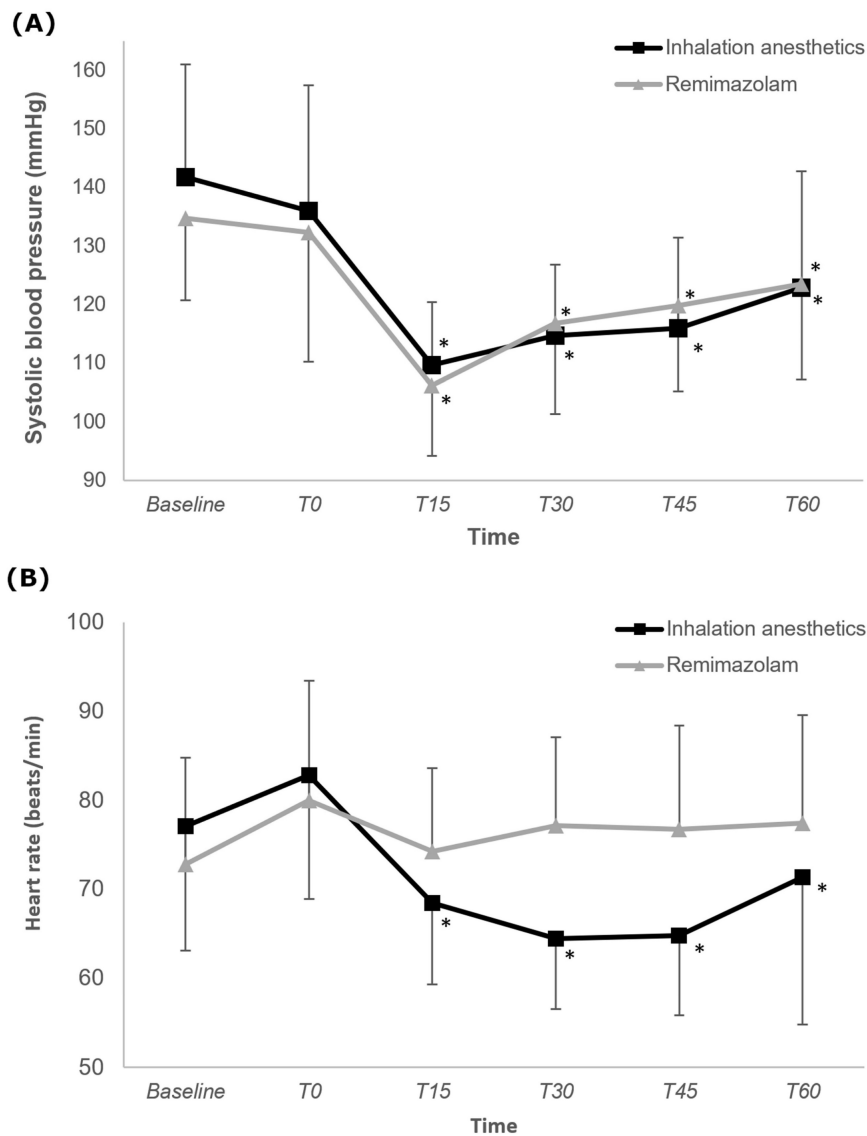 (A)
Inhalation anesthetics
Remimazolam
Systolic blood pressure (mmHg)
160
150
140
130
120
110
100
90
* * * *
* * * *
Baseline T0 T15 T30 T45 T60
Time
(B)
Inhalation anesthetics
Remimazolam
Heart rate (beats/min)
100
90
80
70
60
50
* * * *
Baseline T0 T15 T30 T45 T60
Time